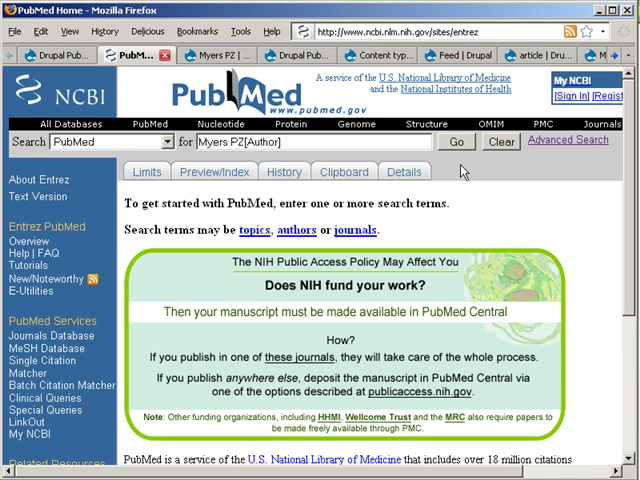 PubMed Home - Mozilla Firefox
File Edit View History Delicious Bookmarks Tools Help
http://www.ncbi.nlm.nih.gov/sites/entrez
Drupal Pub...
PubM...
Myers PZ |...
Drupal Pub...
Content typ...
Feed | Drupal
article | Dru...
M
NCBI
PubMed
www.pubmed.gov
A service of the U.S. National Library of Medicine
and the National Institutes of Health
My NCBI
[Sign In] [Regist
All Databases PubMed Nucleotide Protein Genome Structure OMIM PMC Journals
Search PubMed for Myers PZ[Author] Go Clear Advanced Search
Limits Preview/Index History Clipboard Details
About Entrez
Text Version
Entrez PubMed
Overview
Help | FAQ
Tutorials
New/Noteworthy
E-Utilities
PubMed Services
Journals Database
MeSH Database
Single Citation
Matcher
Batch Citation Matcher
Clinical Queries
Special Queries
LinkOut
My NCBI
Related Resources
To get started with PubMed, enter one or more search terms.
Search terms may be topics, authors or journals.
The NIH Public Access Policy May Affect You
Does NIH fund your work?
Then your manuscript must be made available in PubMed Central
How?
If you publish in one of these journals, they will take care of the whole process.
If you publish anywhere else, deposit the manuscript in PubMed Central via
one of the options described at publicaccess.nih.gov.
Note: Other funding organizations, including HHMI, Wellcome Trust and the MRC also require papers to
be made freely available through PMC.
PubMed is a service of the U.S. National Library of Medicine that includes over 18 million citations